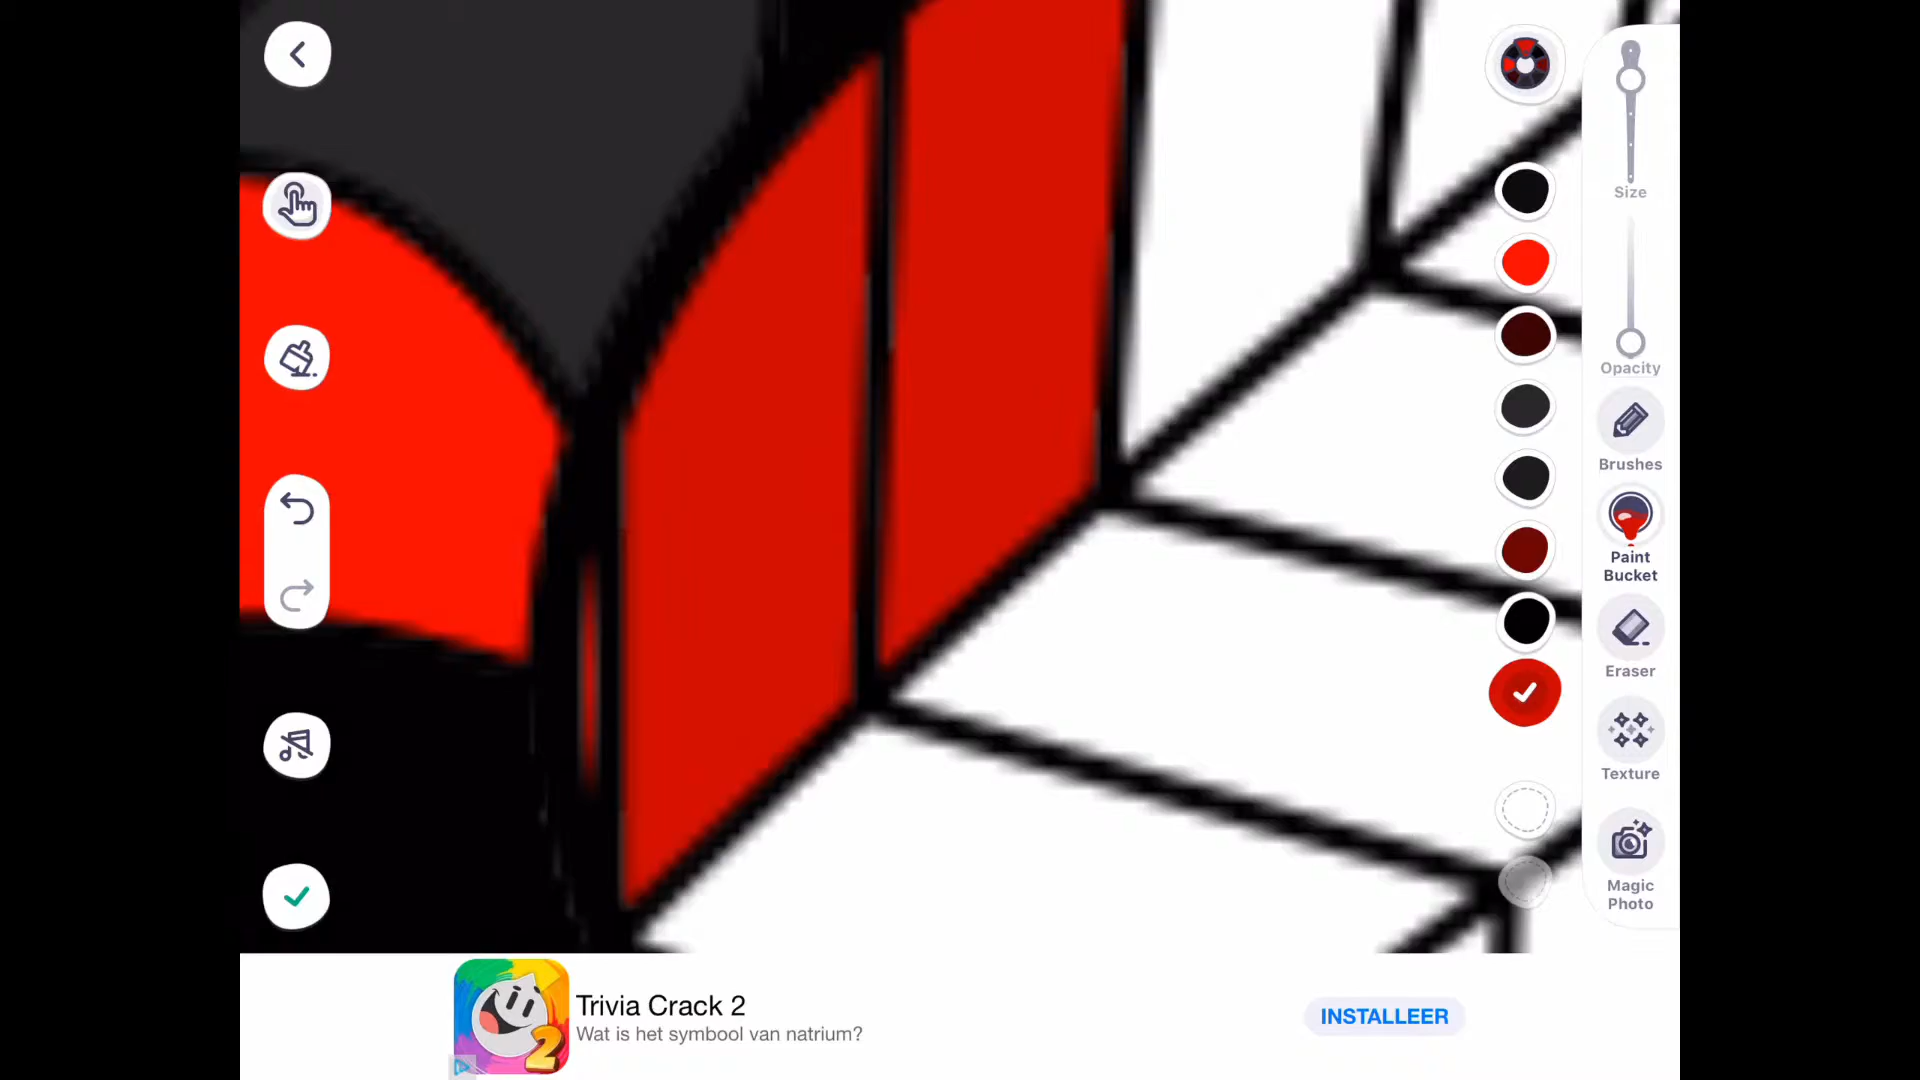 Size
Opacity
Brushes
Paint
Bucket
Eraser
Texture
Magic
Photo
2
Trivia Crack 2
Wat is het symbool van natrium?
INSTALLEER